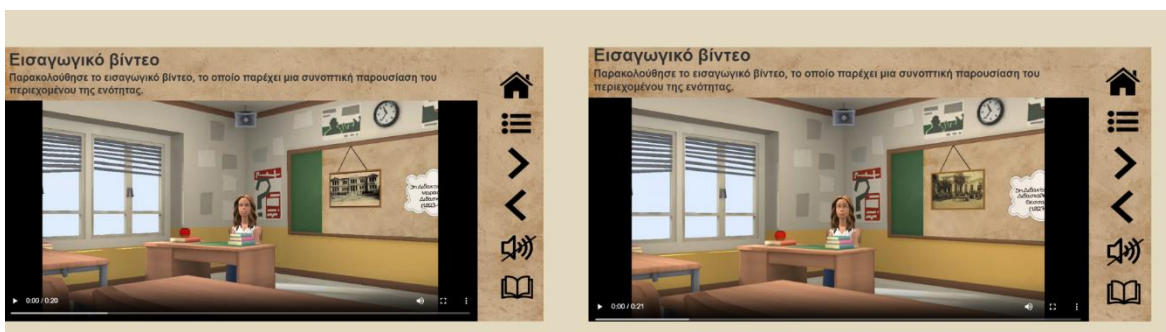 Εισαγωγικό βίντεο
Παρακολούθησε το εισαγωγικό βίντεο, το οποίο παρέχει μια συνοπτική παρουσίαση του
περιεχομένου της ενότητας.
0:00 / 0:20
Εισαγωγικό βίντεο
Παρακολούθησε το εισαγωγικό βίντεο, το οποίο παρέχει μια συνοπτική παρουσίαση του
περιεχομένου της ενότητας.
0:00 / 0:21